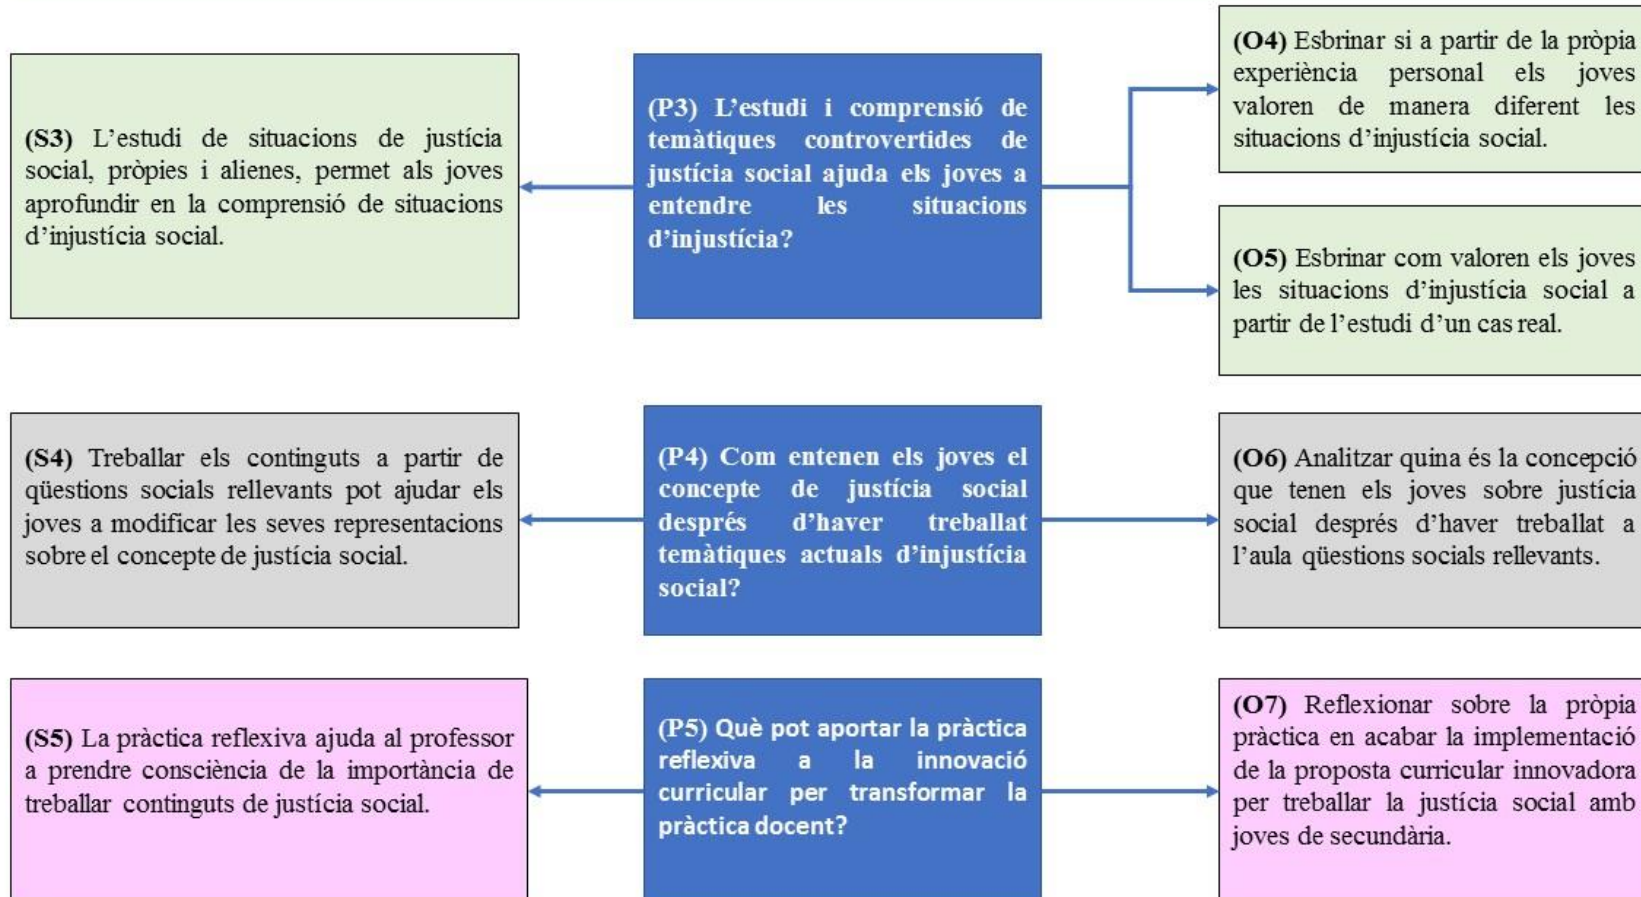 (S3) L’estudi de situacions de justícia
social, pròpies i alienes, permet als joves
aprofundir en la comprensió de situacions
d’injustícia social.
(P3) L’estudi i comprensió de
temàtiques controvertides de
justícia social ajuda els joves a
entendre les situacions
d’injustícia?
(O4) Esbrinar si a partir de la pròpia
experiència personal els joves
valoren de manera diferent les
situacions d’injustícia social.
(O5) Esbrinar com valoren els joves
les situacions d’injustícia social a
partir de l’estudi d’un cas real.
(S4) Treballar els continguts a partir de
qüestions socials rellevants pot ajudar els
joves a modificar les seves representacions
sobre el concepte de justícia social.
(P4) Com entenen els joves el
concepte de justícia social
després d’haver treballat
temàtiques actuals d’injustícia
social?
(O6) Analitzar quina és la concepció
que tenen els joves sobre justícia
social després d’haver treballat a
l’aula qüestions socials rellevants.
(S5) La pràctica reflexiva ajuda al professor
a prendre consciència de la importància de
treballar continguts de justícia social.
(P5) Què pot aportar la pràctica
reflexiva a la innovació
curricular per transformar la
pràctica docent?
(O7) Reflexionar sobre la pròpia
pràctica en acabar la implementació
de la proposta curricular innovadora
per treballar la justícia social amb
joves de secundària.